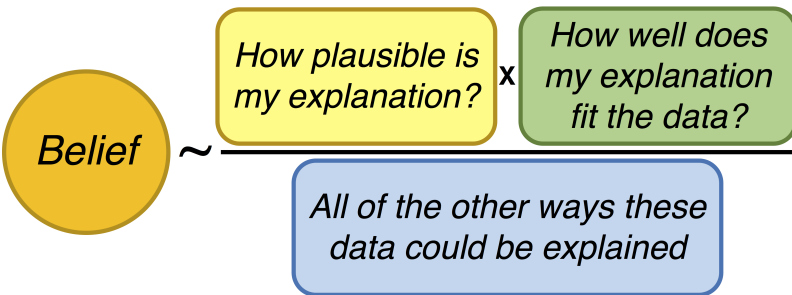 Belief
~
How plausible is
my explanation?
x
How well does
my explanation
fit the data?
All of the other ways these
data could be explained